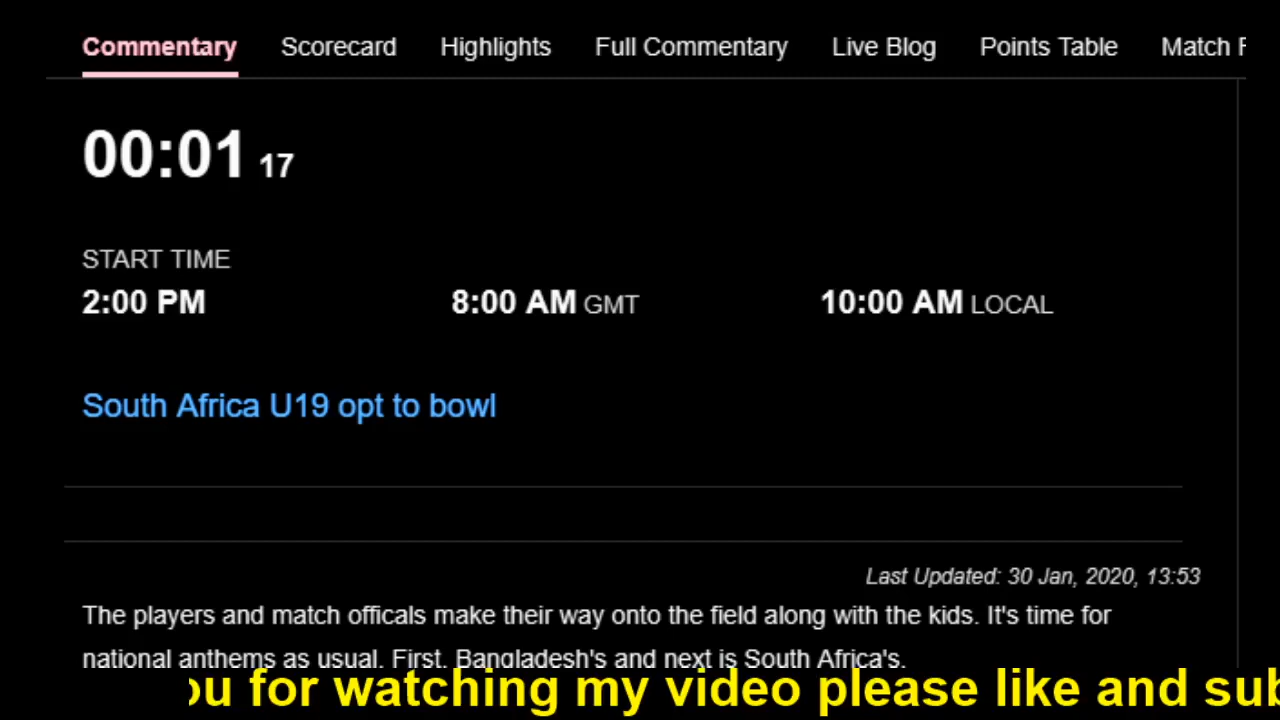 Commentary Scorecard Highlights Full Commentary Live Blog Points Table Match
00:01 17
START TIME
2:00 PM 8:00 AM GMT 10:00 AM LOCAL
South Africa U19 opt to bowl
Last Updated: 30 Jan, 2020, 13:53
The players and match officals make their way onto the field along with the kids. It's time for
national anthems as usual. First, Bangladesh's and next is South Africa's.
for watching my video please like and